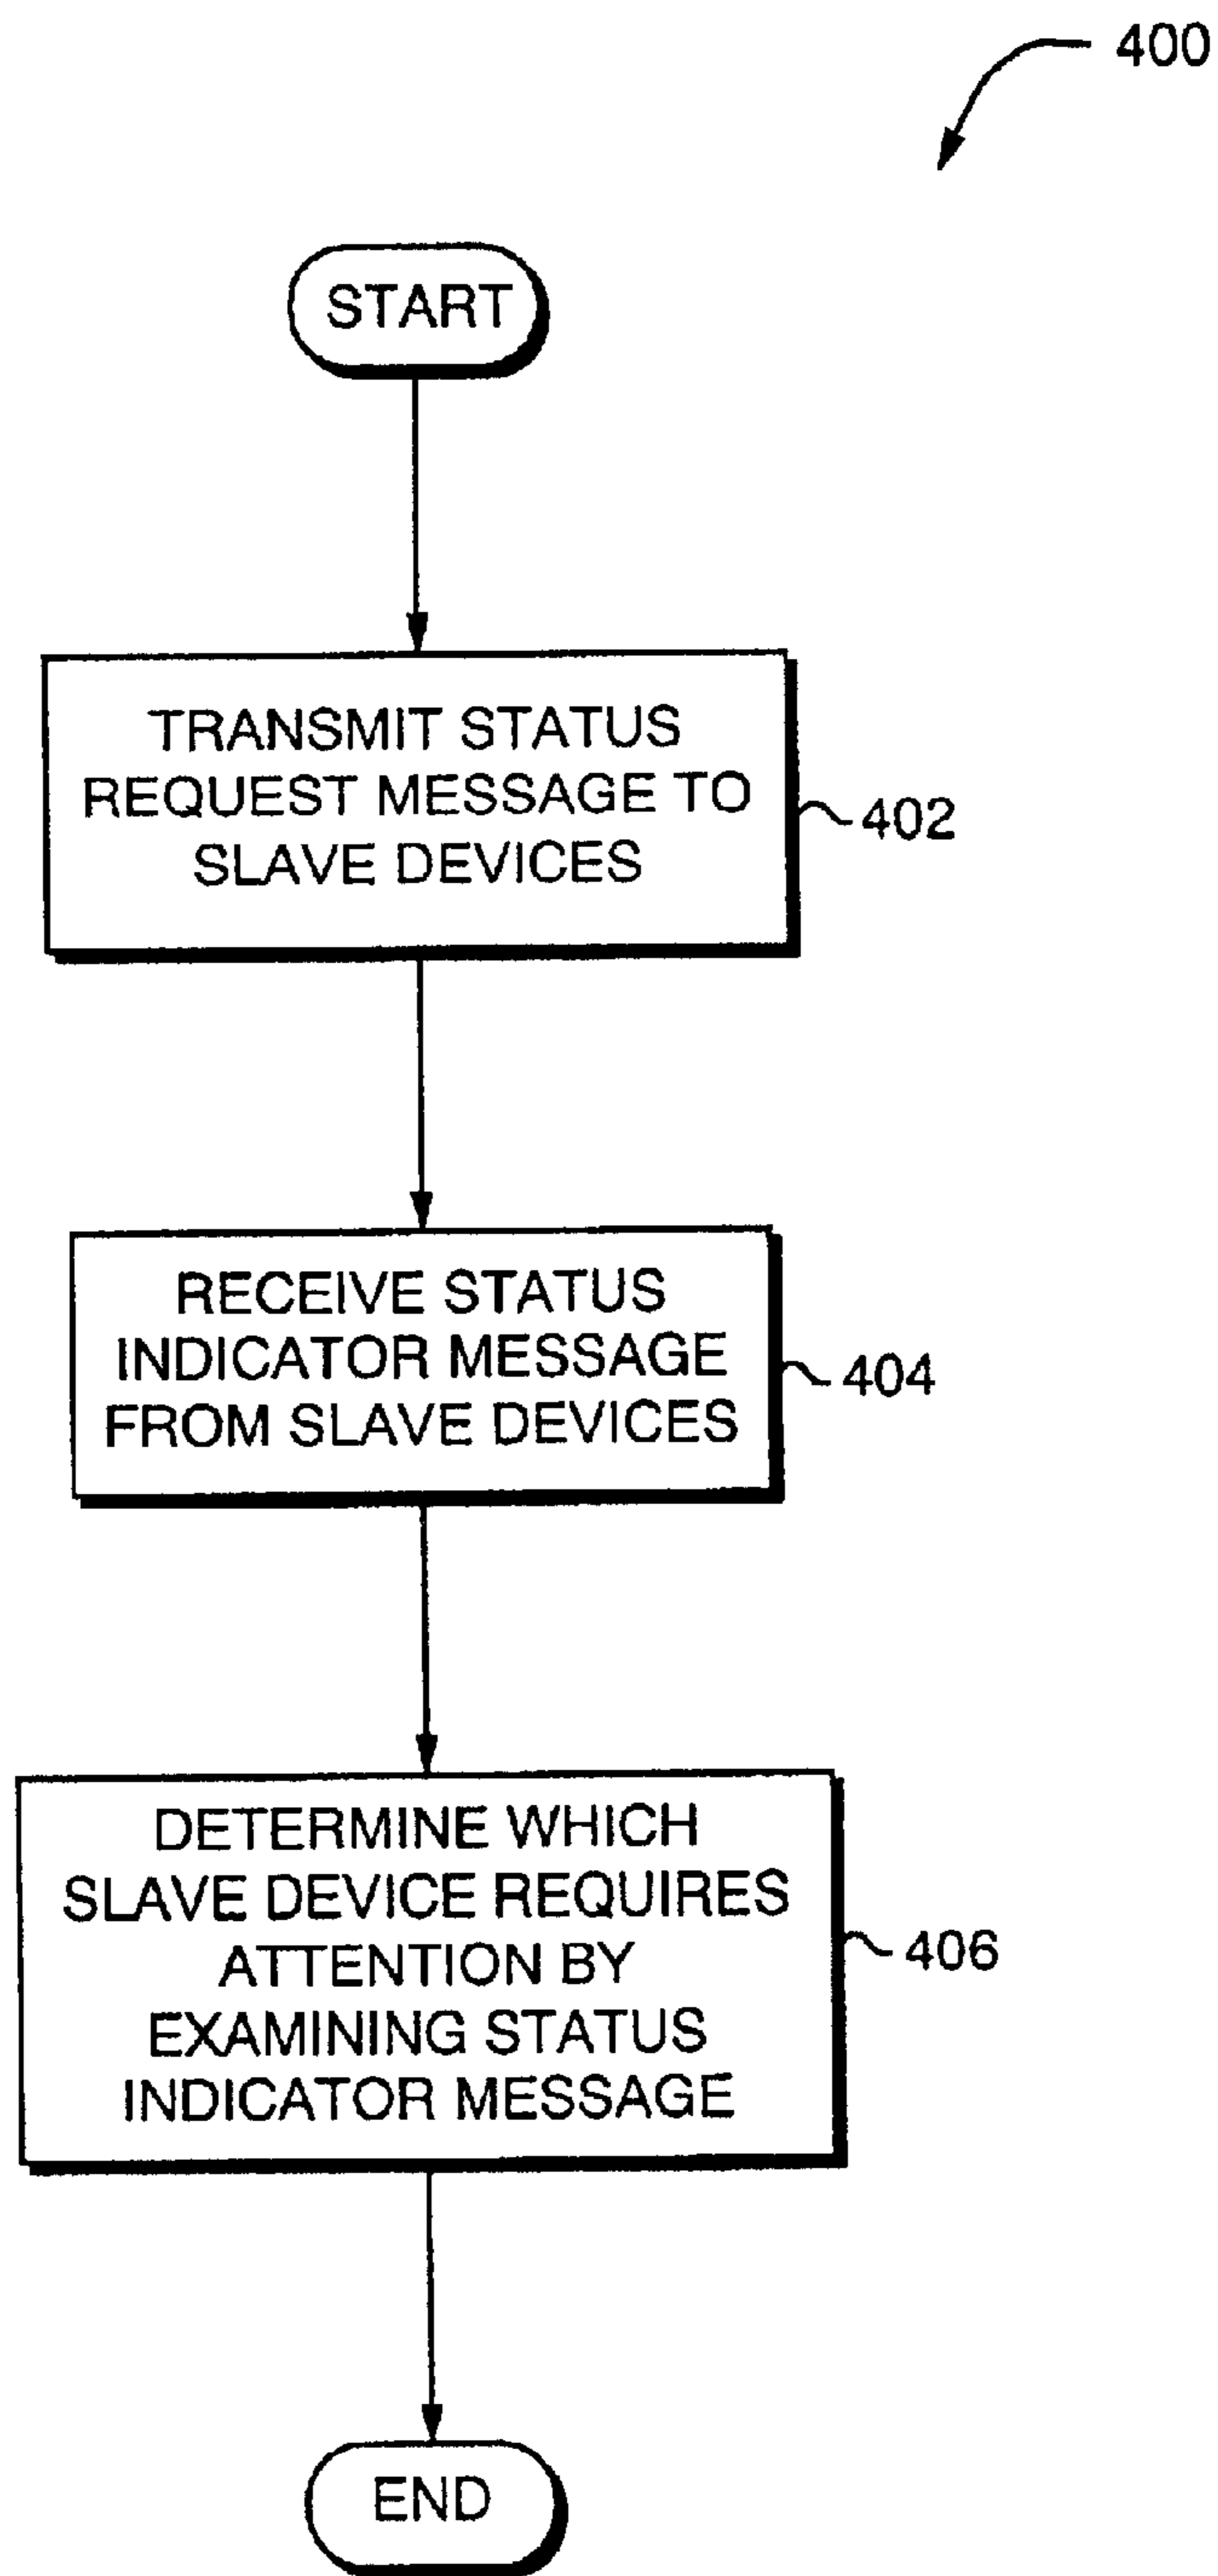 400
START
TRANSMIT STATUS
REQUEST MESSAGE TO
SLAVE DEVICES
402
RECEIVE STATUS
INDICATOR MESSAGE
FROM SLAVE DEVICES
404
DETERMINE WHICH
SLAVE DEVICE REQUIRES
ATTENTION BY
EXAMINING STATUS
INDICATOR MESSAGE
406
END